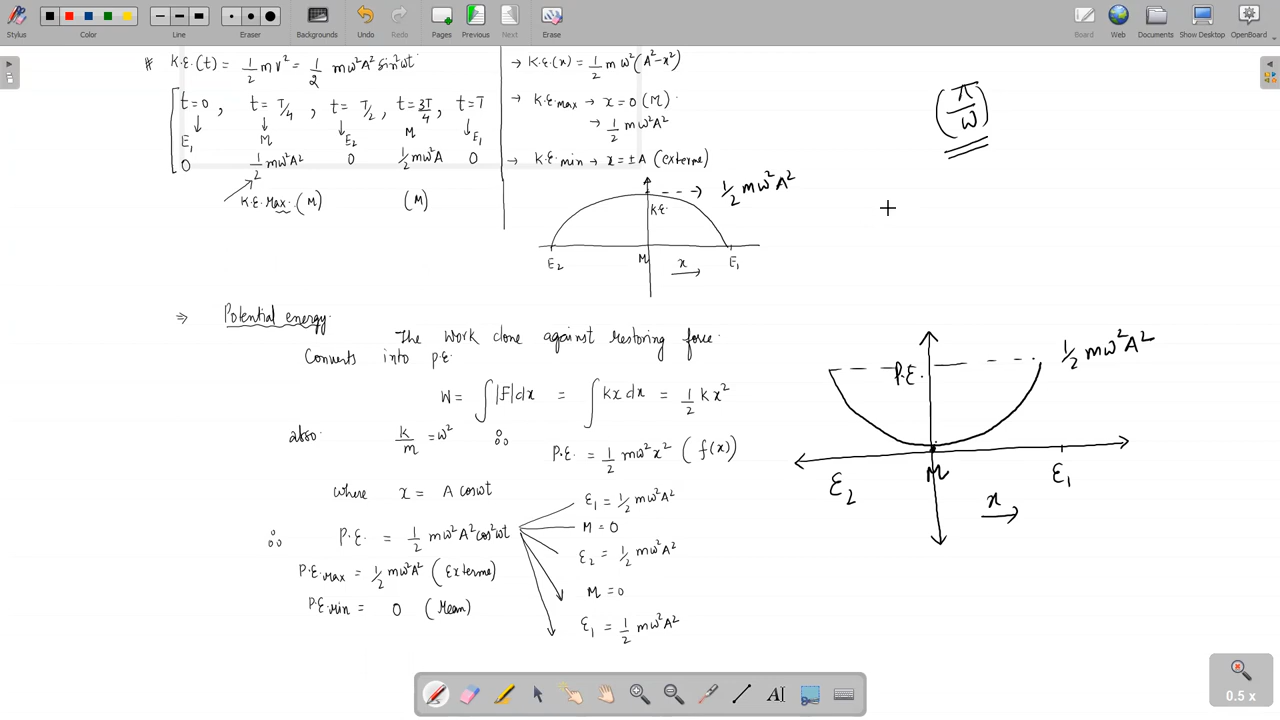 Stylus
Color
Line
Eraser
Backgrounds
Undo
Redo
Pages
Previous
Next
Erase
Board
Web
Documents
Show Desktop
OpenBoard
# K.E.(t) = 1/2 mv² = 1/2 mω²A² sin²ωt
t=0 , t= T/4 , t= T/2 , t= 3T/4 , t=T
E₁ M E₂ M E₁
0 1/2 mω²A² 0 1/2 mω²A 0
K.E. Max. (M) (M)
→ K.E.(x) = 1/2 m ω² (A²-x²)
→ K.E.max → x=0 (M)
→ 1/2 mω²A²
→ K.E. min → x = ±A (externe)
1/2 mω²A²
K.E.
E₂ M x E₁
(π/ω)
⇒ Potential energy.
The work done against restoring force.
Converts into P.E.
W = ∫|F|dx = ∫kx dx = 1/2 kx²
also k/m = ω² ∴ P.E. = 1/2 mω²x² (f(x))
where x = A cosωt
∴ P.E. = 1/2 mω²A²cos²ωt
P.E.Max = 1/2 mω²A² (Externe)
P.E.Min = 0 (Mean)
E₁ = 1/2 mω²A²
M = 0
E₂ = 1/2 mω²A²
M = 0
E₁ = 1/2 mω²A²
P.E. 1/2 mω²A²
E₂ M E₁
x
0.5 x